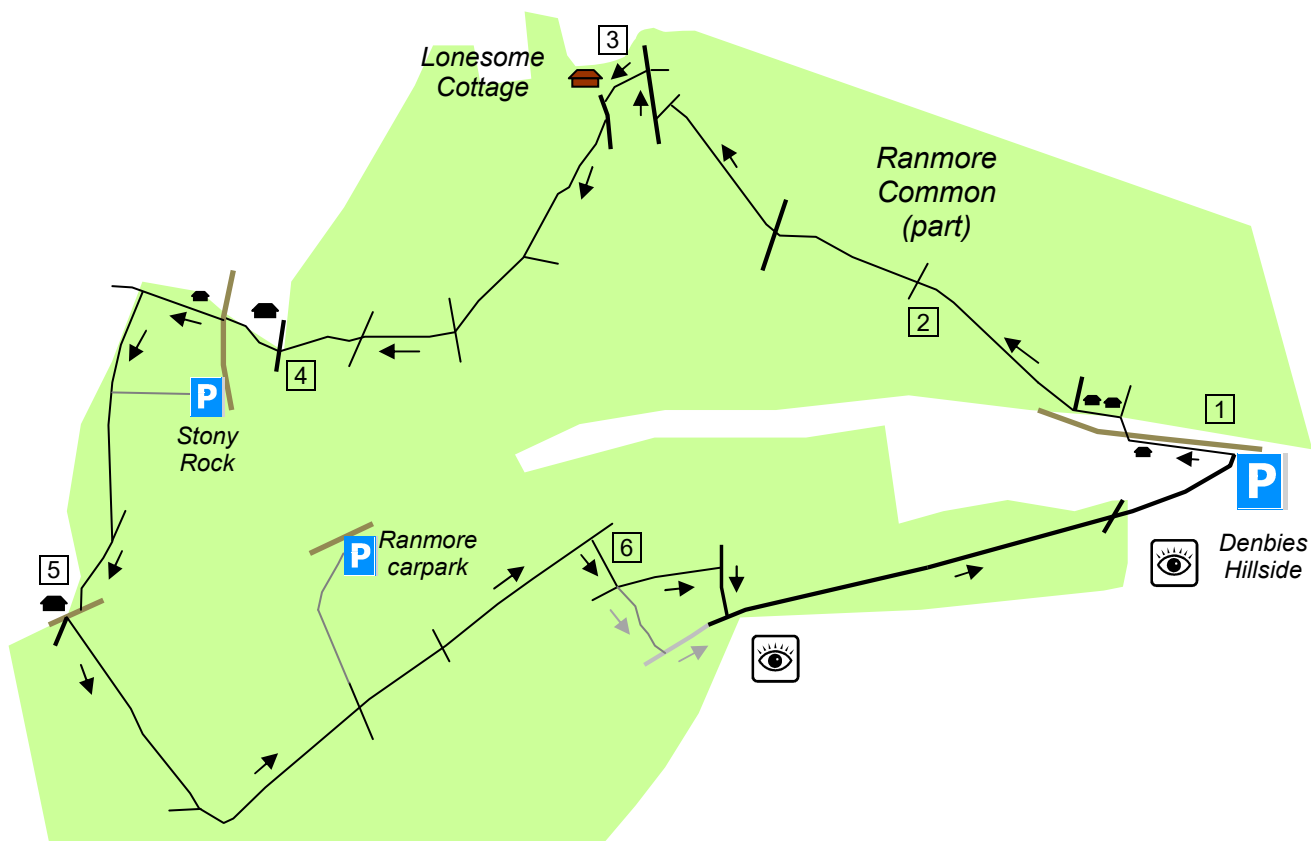 3
Lonesome
Cottage
Ranmore
Common
(part)
2
4
1
P
Stony
Rock
P
Denbies
Hillside
P
Ranmore
carpark
6
5